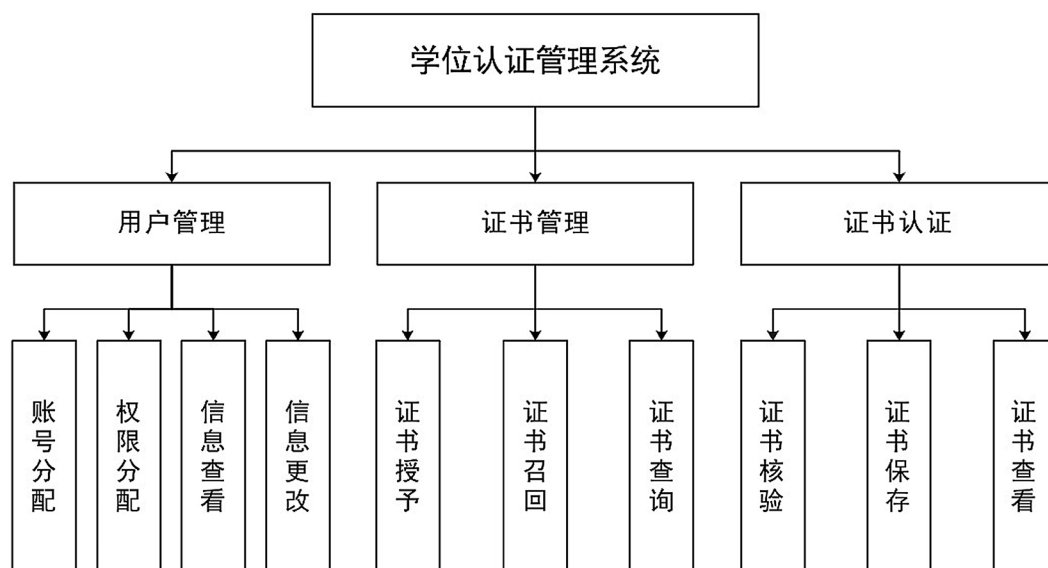 学位认证管理系统
用户管理
证书管理
证书认证
账号分配
权限分配
信息查看
信息更改
证书授予
证书召回
证书查询
证书核验
证书保存
证书查看